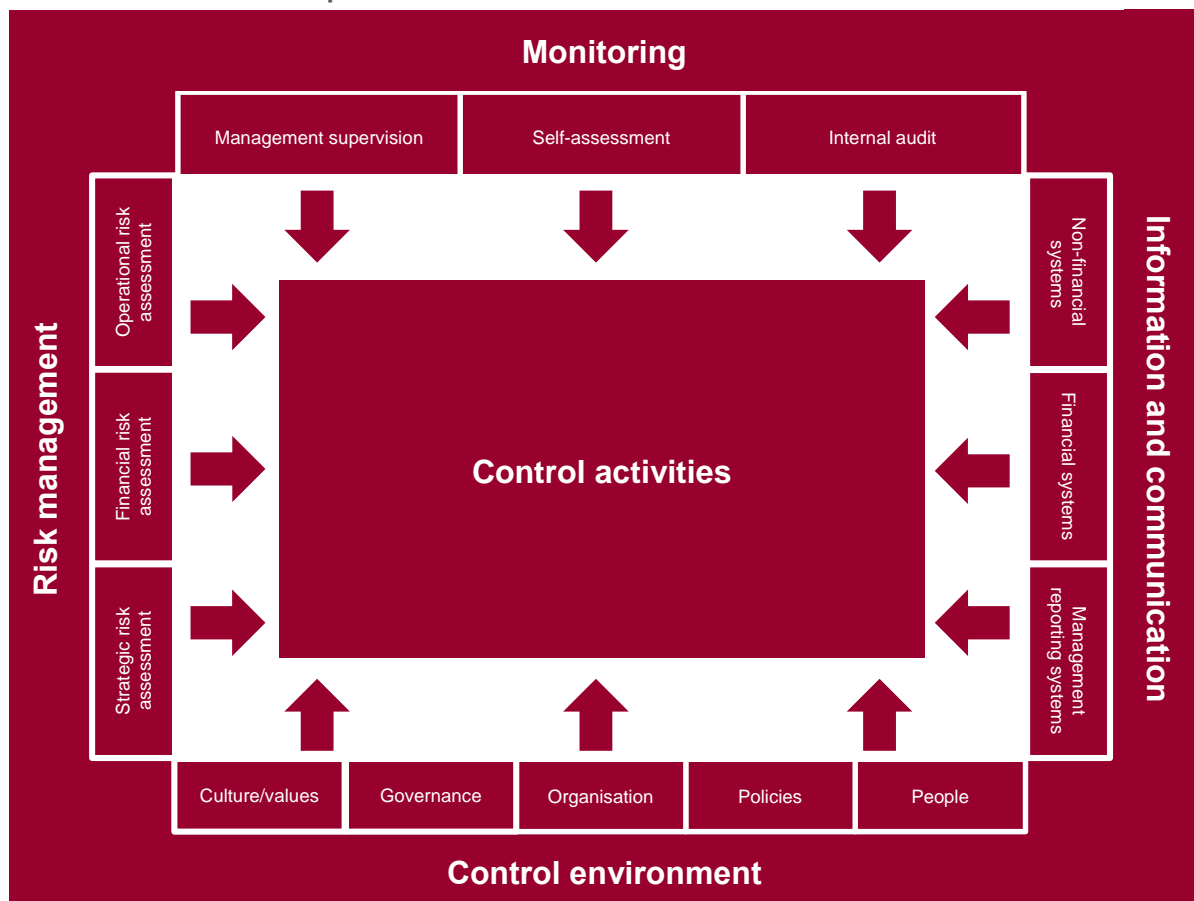 Monitoring
Management supervision
Self-assessment
Internal audit
Risk management
Operational risk
assessment
Financial risk
assessment
Strategic risk
assessment
Control activities
Non-financial
systems
Financial systems
Management
reporting systems
Information and communication
Culture/values
Governance
Organisation
Policies
People
Control environment